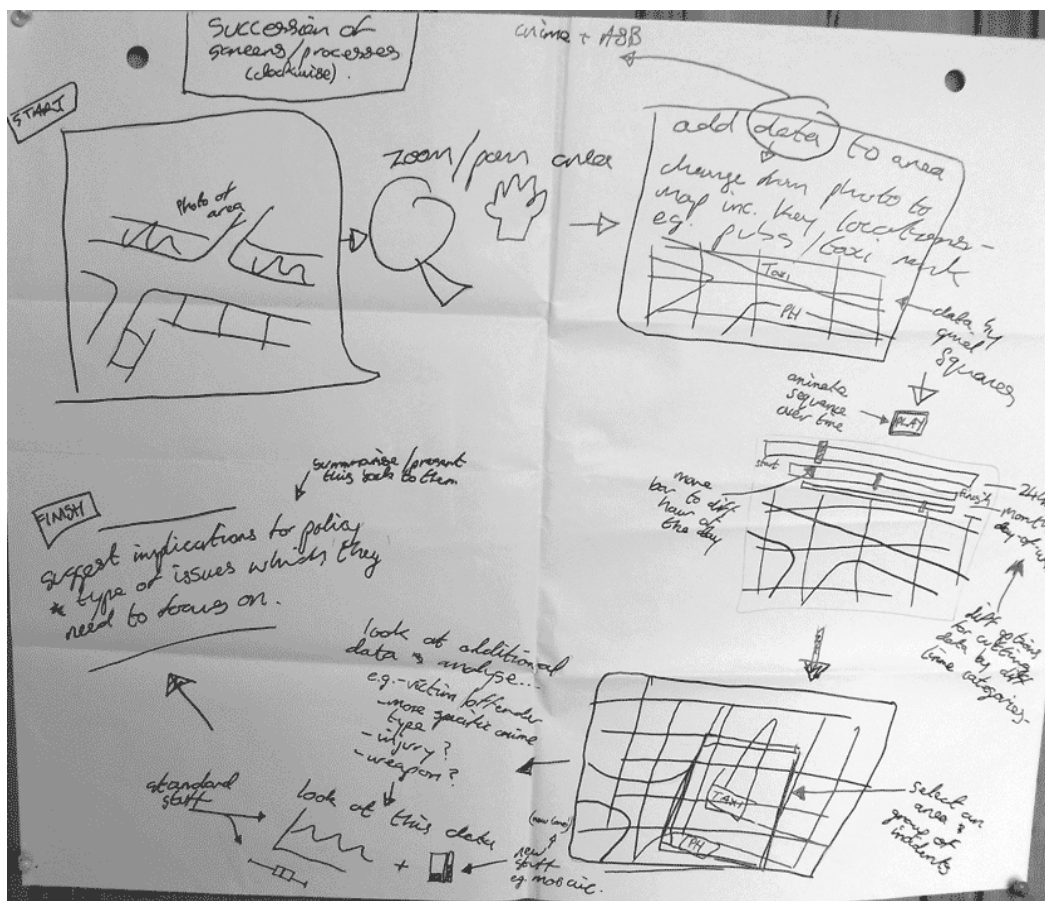 Succession of
screens/processes
(clockwise).
START
Photo of
area
zoom/pan area
crime + ASB
add data to area
change from photo to
map inc. key locations -
eg. pubs/taxi rank
Taxi
PH
data by
grid
squares
animate
sequence
over time
PLAY
start
finish
move
bar to diff
hour of
the day
24h
month
day of w
diff options
for cutting
data by diff
time categories -
TAXI
PH
select an
area &
group of
incidents
look at additional
data & analyse...
e.g. - victim/offender
- more specific crime
type
- injury?
- weapon?
look at this data
standard
stuff
+
new
stuff
eg. mosaic.
summarise/present
this back to them
FINISH
suggest implications for policy
* type of issues which they
need to focus on.